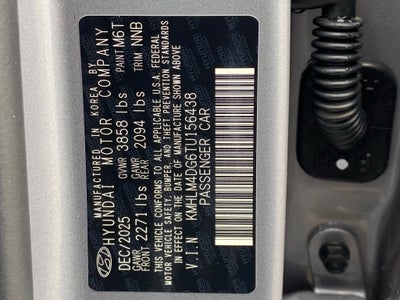 MANUFACTURED IN KOREA BY
HYUNDAI MOTOR COMPANY
DEC/2025 GVWR 3858 lbs PAINT M6T
GAWR FRONT 2271 lbs GAWR REAR 2094 lbs TRIM NNB
THIS VEHICLE CONFORMS TO ALL APPLICABLE U.S.A. FEDERAL
MOTOR VEHICLE SAFETY, BUMPER, AND THEFT PREVENTION STANDARDS
IN EFFECT ON THE DATE OF MANUFACTURE SHOWN ABOVE
V.I.N KMHLM4DG6TU156438
PASSENGER CAR